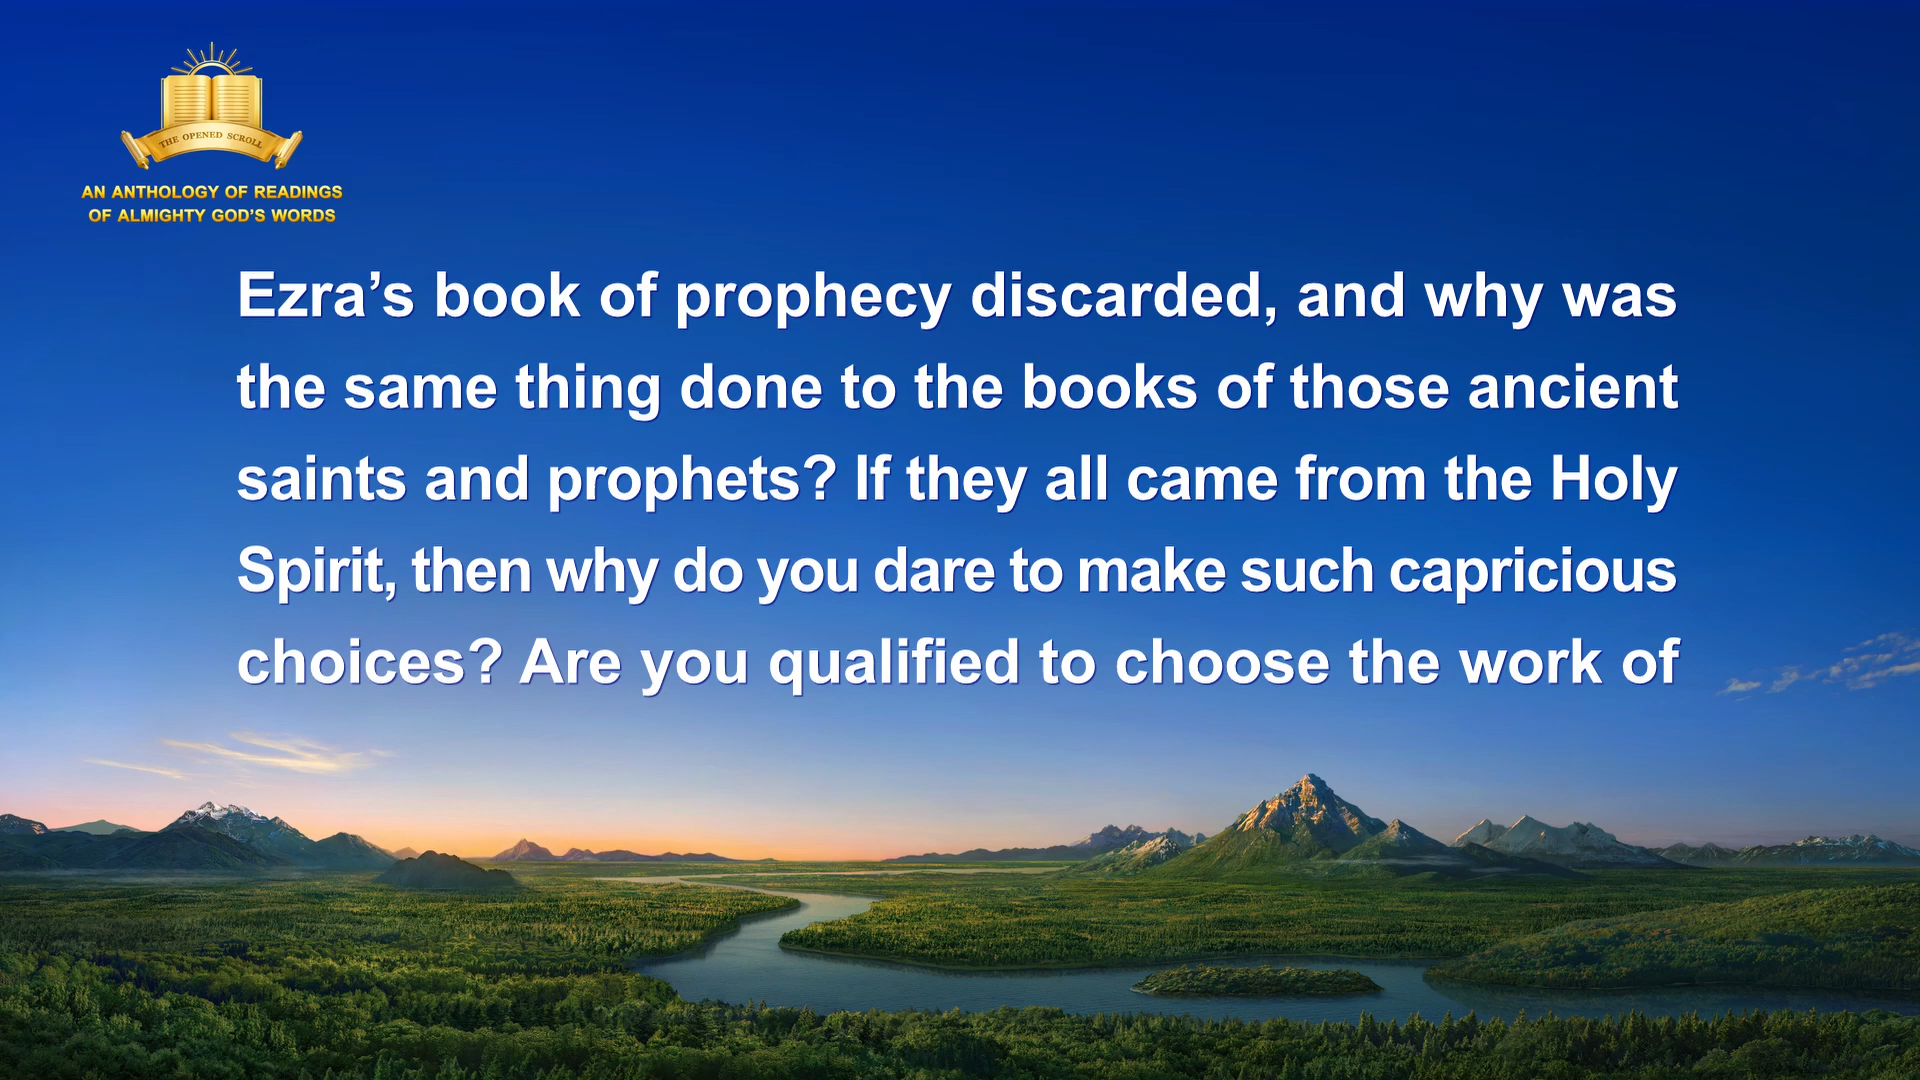 THE OPENED SCROLL
AN ANTHOLOGY OF READINGS
OF ALMIGHTY GOD’S WORDS
Ezra’s book of prophecy discarded, and why was
the same thing done to the books of those ancient
saints and prophets? If they all came from the Holy
Spirit, then why do you dare to make such capricious
choices? Are you qualified to choose the work of